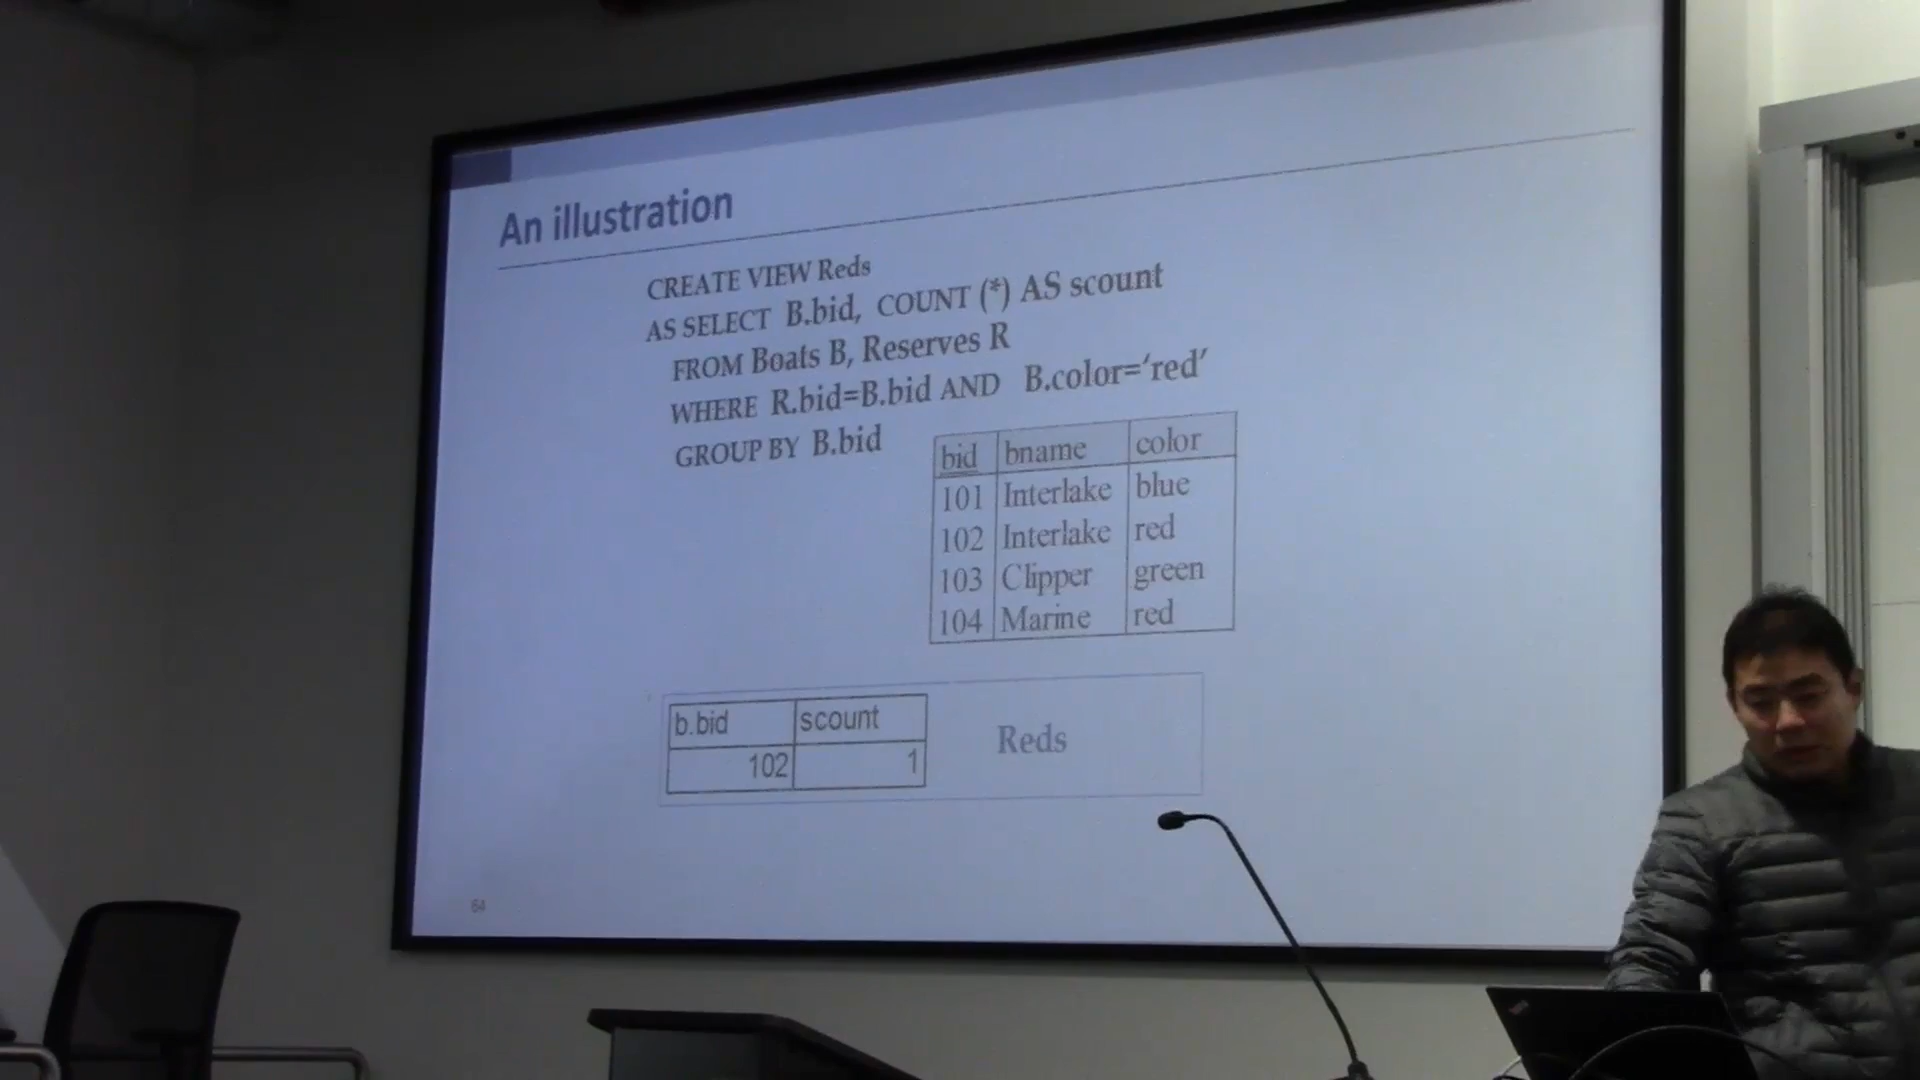 An illustration
CREATE VIEW Reds
AS SELECT B.bid, COUNT (*) AS scount
FROM Boats B, Reserves R
WHERE R.bid=B.bid AND B.color=‘red’
GROUP BY B.bid
bid bname color
101 Interlake blue
102 Interlake red
103 Clipper green
104 Marine red
b.bid scount
102 1
Reds
64